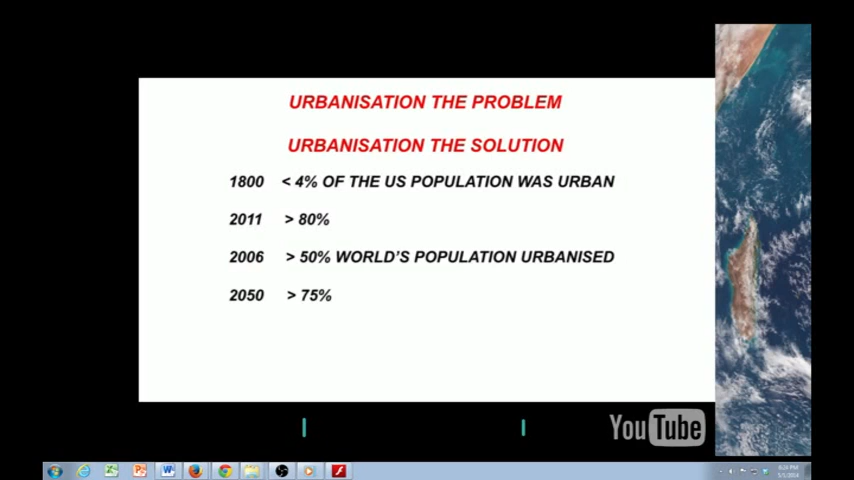 URBANISATION THE PROBLEM
URBANISATION THE SOLUTION
1800 < 4% OF THE US POPULATION WAS URBAN
2011 > 80%
2006 > 50% WORLD'S POPULATION URBANISED
2050 > 75%
YouTube